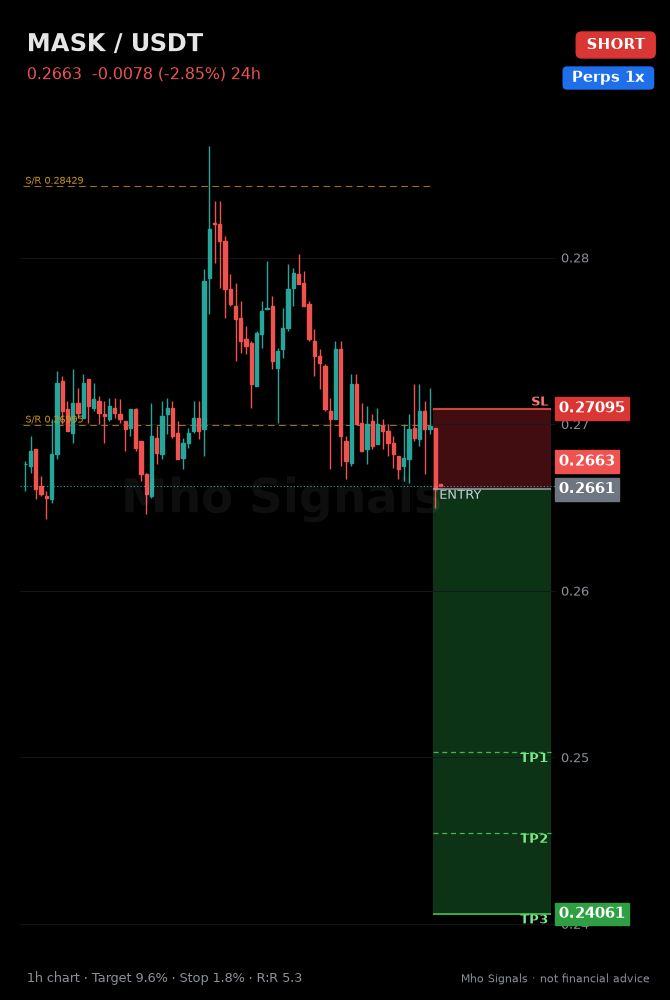 MASK / USDT
SHORT
0.2663  -0.0078 (-2.85%) 24h
Perps 1x
S/R 0.28429
0.28
SL
0.27095
0.27
0.2663
0.2661
ENTRY
Mho Signals
0.26
0.25
TP1
TP2
TP3
0.24061
0.24
1h chart · Target 9.6% · Stop 1.8% · R:R 5.3
Mho Signals · not financial advice